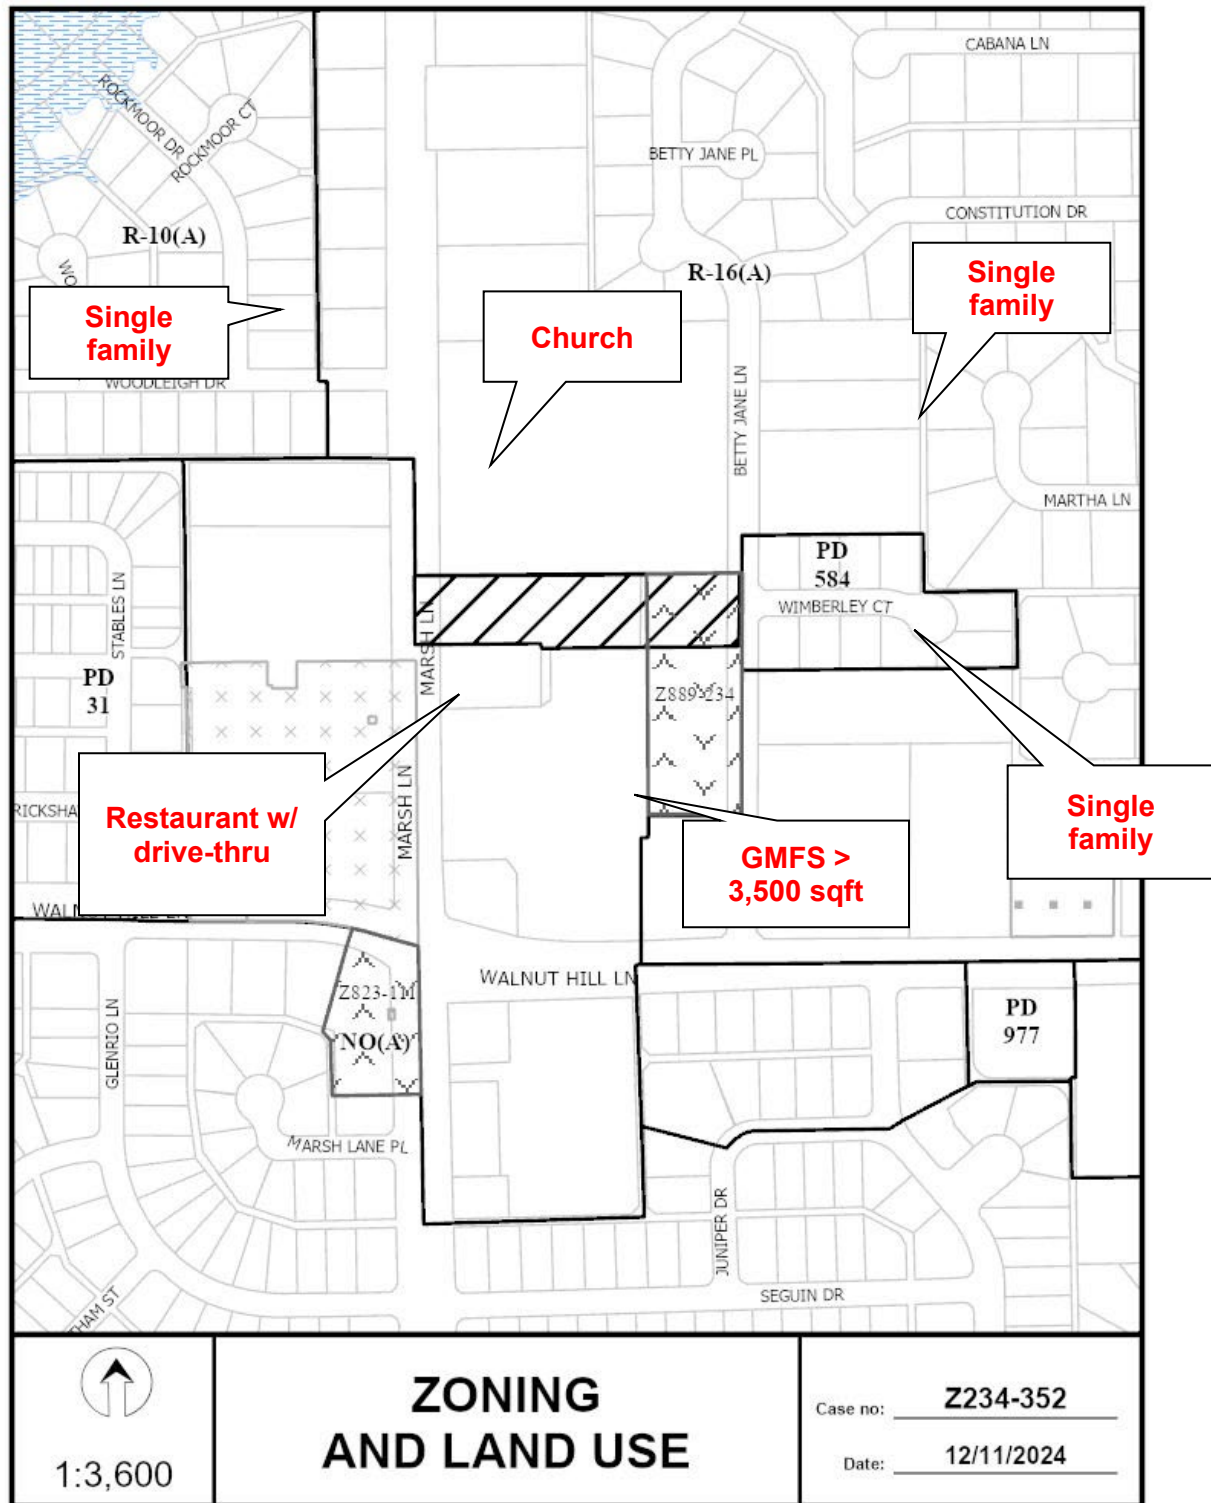 CABANA LN
ROCKMOOR DR
ROCKMOOR CT
BETTY JANE PL
CONSTITUTION DR
R-10(A)
R-16(A)
Single
family
Single
family
Church
WOODLEIGH DR
BETTY JANE LN
MARTHA LN
PD
584
STABLES LN
WIMBERLEY CT
MARSH LN
PD
31
Z889-234
Restaurant w/
drive-thru
MARSH LN
Single
family
GMFS >
3,500 sqft
WALNUT HILL LN
Z823-111
NO(A)
PD
977
GLENRIO LN
MARSH LANE PL
JUNIPER DR
SEGUIN DR
1:3,600
ZONING
AND LAND USE
Case no: Z234-352
Date: 12/11/2024